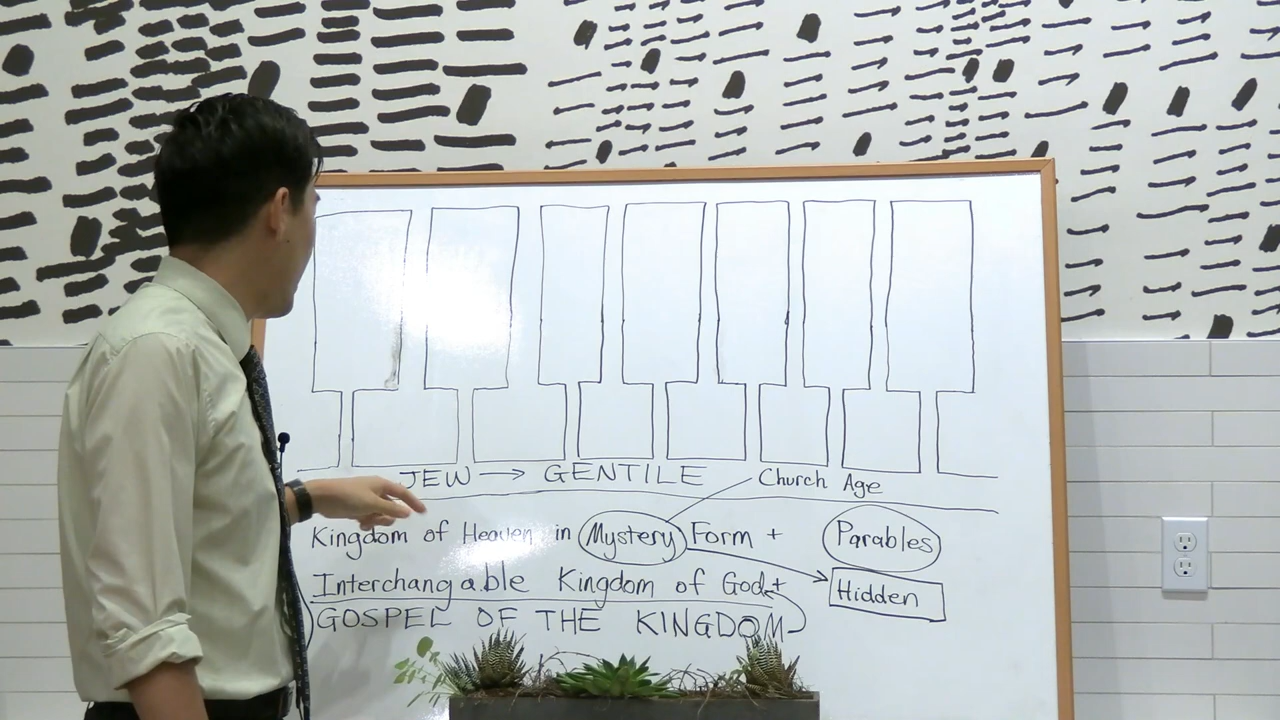 JEW → GENTILE Church Age
Kingdom of Heaven in Mystery Form + Parables
Interchangable Kingdom of God + Hidden
GOSPEL OF THE KINGDOM